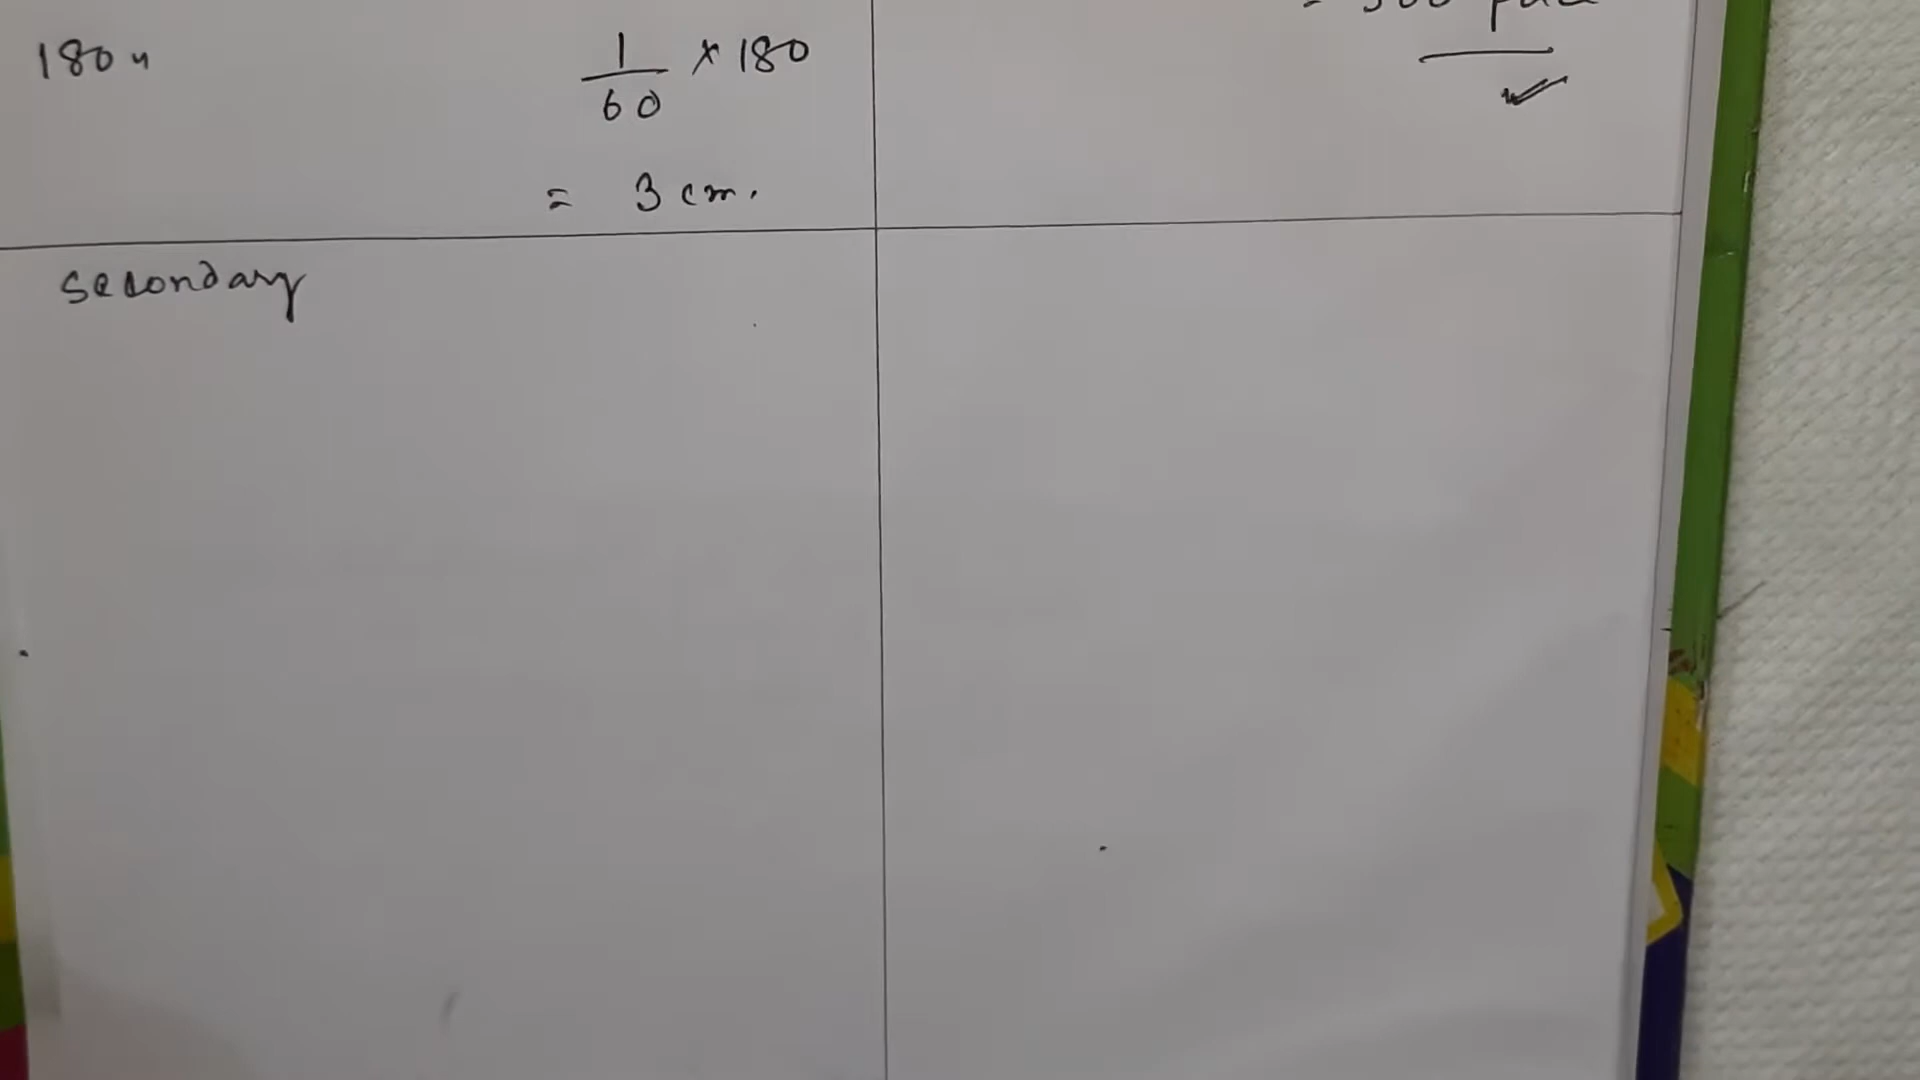 180 "
1/60 × 180
= 3 cm.
secondary